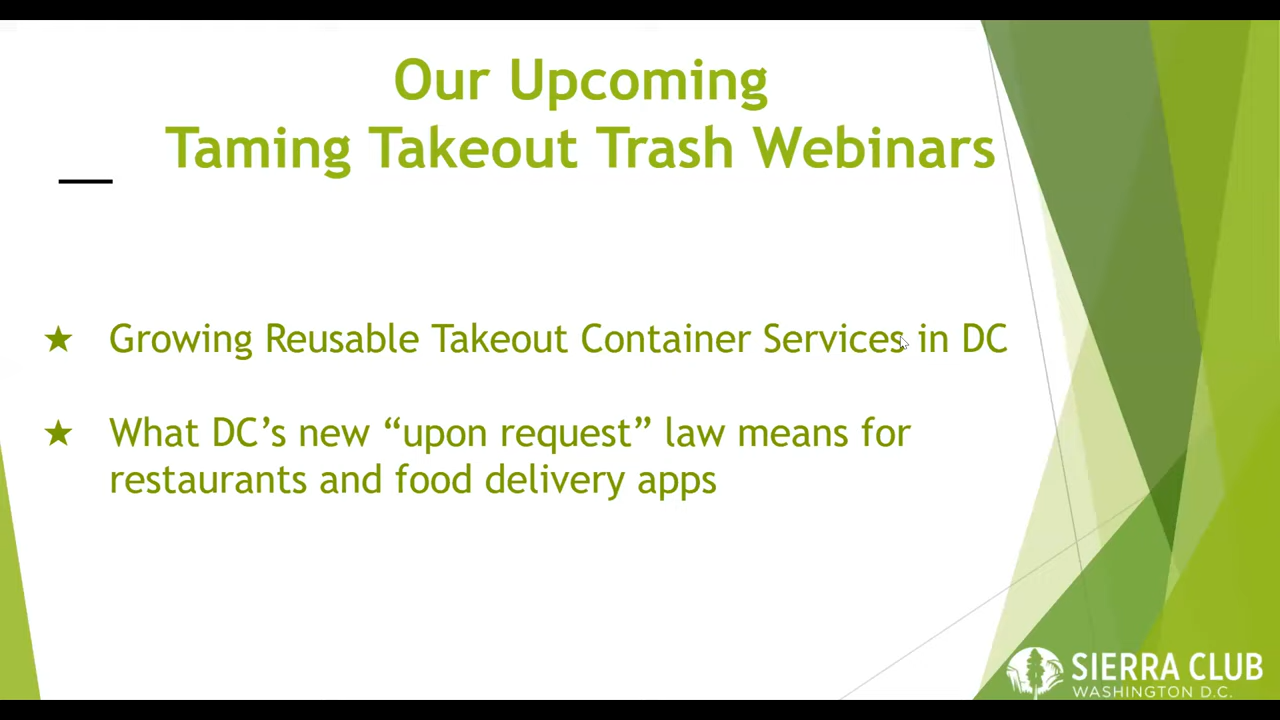 Our Upcoming
Taming Takeout Trash Webinars
★ Growing Reusable Takeout Container Services in DC
★ What DC’s new “upon request” law means for
restaurants and food delivery apps
SIERRA CLUB
WASHINGTON D.C.